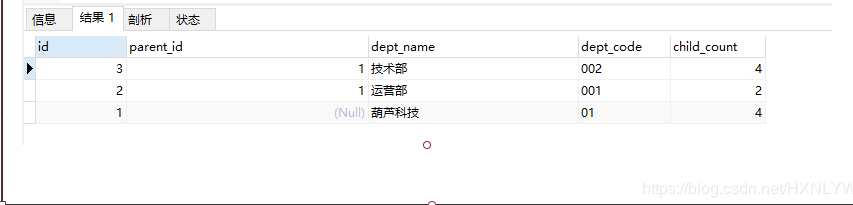 信息 结果 1 剖析 状态
id parent_id dept_name dept_code child_count
3 1 技术部 002 4
2 1 运营部 001 2
1 (Null) 葫芦科技 01 4
https://blog.csdn.net/HXNLYW